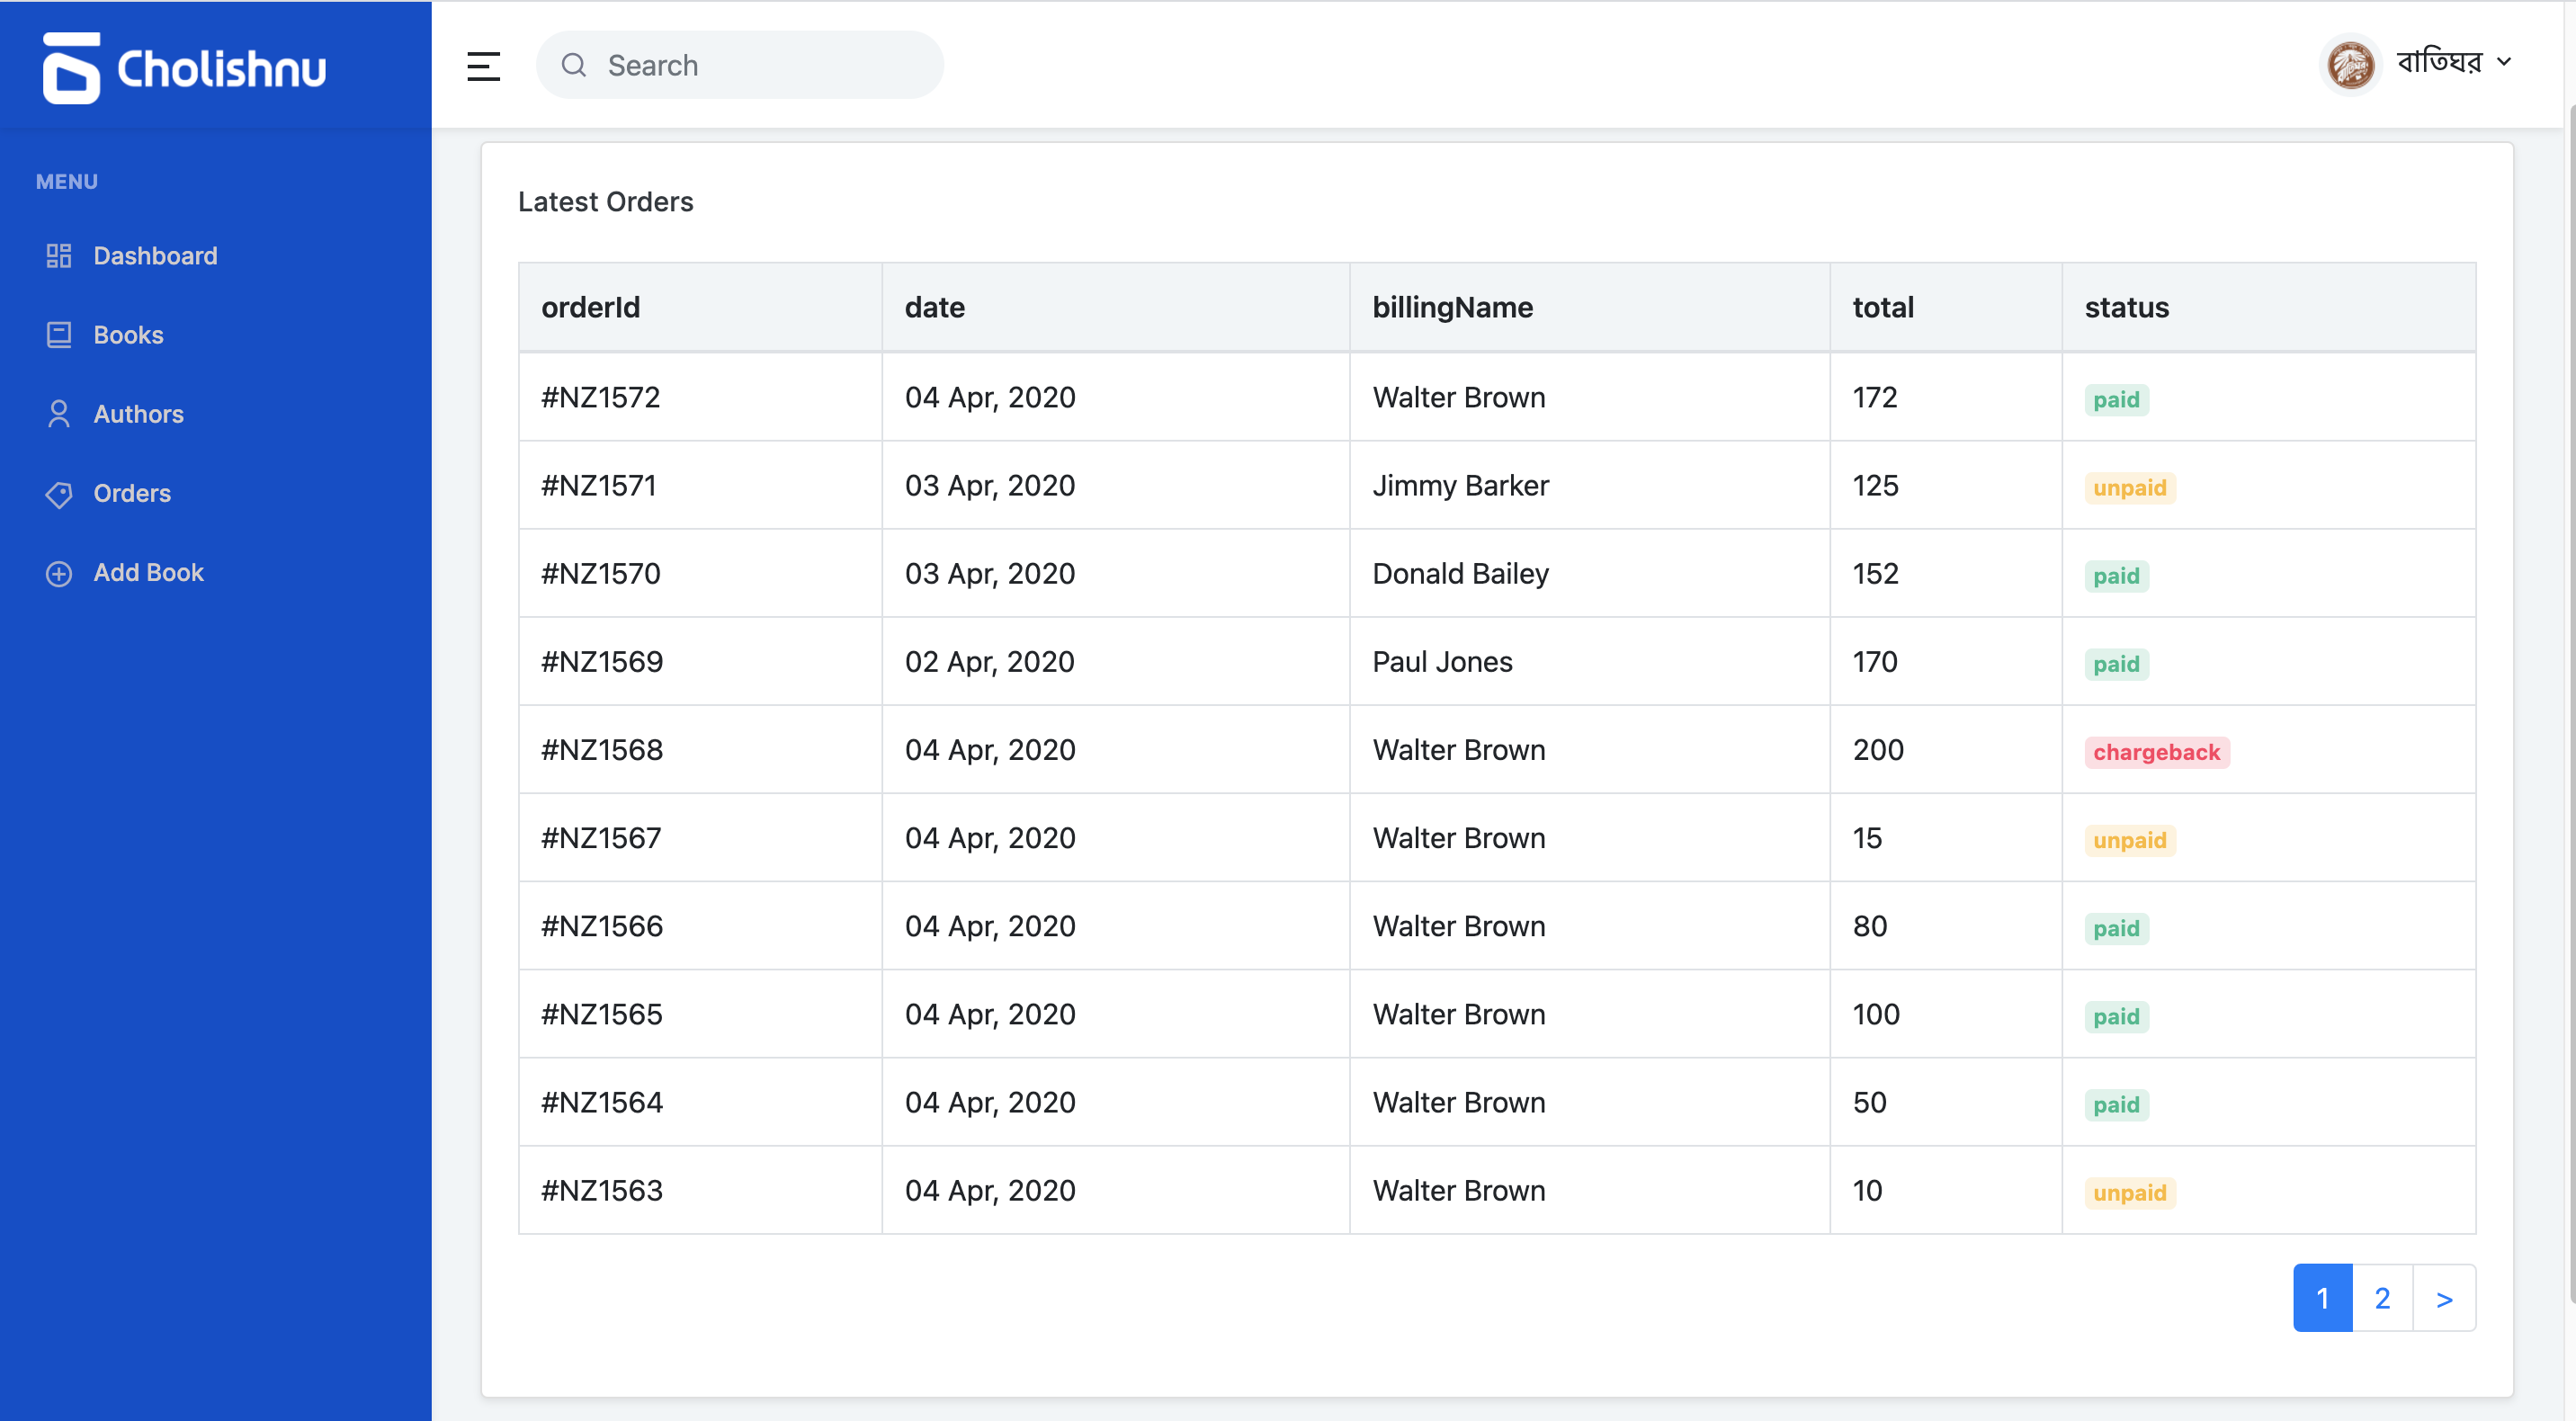 Cholishnu
Search
বাতিঘর
MENU
Dashboard
Books
Authors
Orders
Add Book
Latest Orders
orderId date billingName total status
#NZ1572 04 Apr, 2020 Walter Brown 172 paid
#NZ1571 03 Apr, 2020 Jimmy Barker 125 unpaid
#NZ1570 03 Apr, 2020 Donald Bailey 152 paid
#NZ1569 02 Apr, 2020 Paul Jones 170 paid
#NZ1568 04 Apr, 2020 Walter Brown 200 chargeback
#NZ1567 04 Apr, 2020 Walter Brown 15 unpaid
#NZ1566 04 Apr, 2020 Walter Brown 80 paid
#NZ1565 04 Apr, 2020 Walter Brown 100 paid
#NZ1564 04 Apr, 2020 Walter Brown 50 paid
#NZ1563 04 Apr, 2020 Walter Brown 10 unpaid
1 2 >